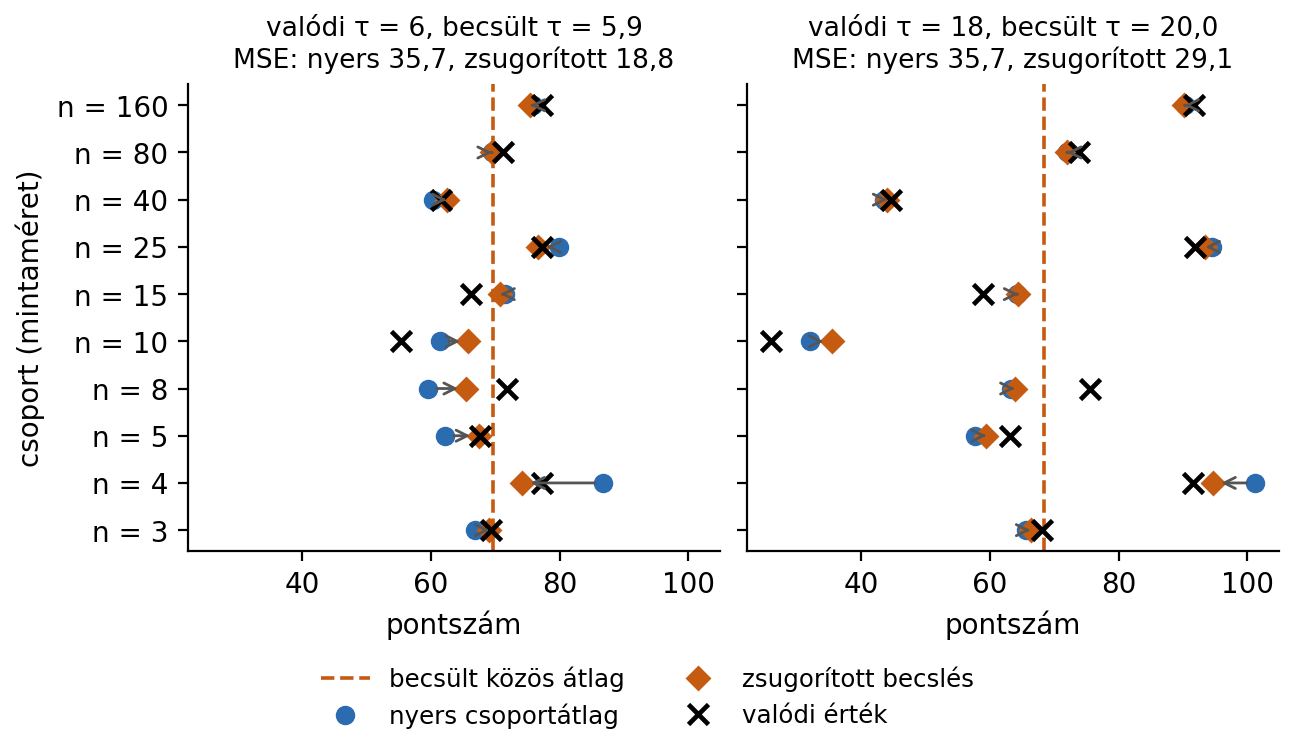 valódi τ = 6, becsült τ = 5,9
MSE: nyers 35,7, zsugorított 18,8
valódi τ = 18, becsült τ = 20,0
MSE: nyers 35,7, zsugorított 29,1
csoport (mintaméret)
n = 160
n = 80
n = 40
n = 25
n = 15
n = 10
n = 8
n = 5
n = 4
n = 3
40 60 80 100
40 60 80 100
pontszám
pontszám
becsült közös átlag
nyers csoportátlag
zsugorított becslés
valódi érték